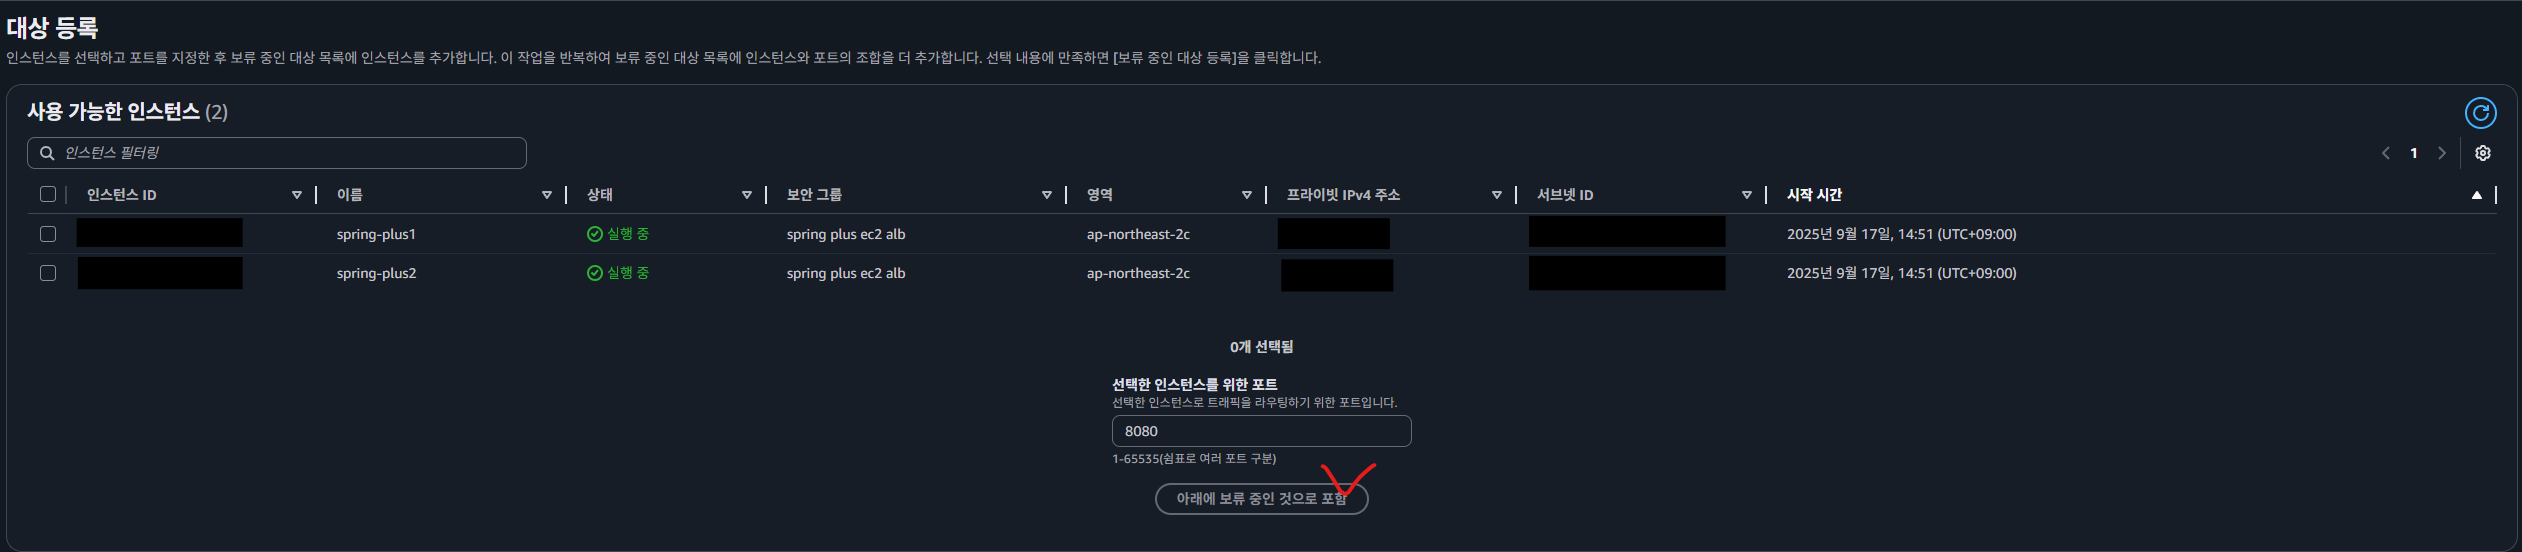 대상 등록
인스턴스를 선택하고 포트를 지정한 후 보류 중인 대상 목록에 인스턴스를 추가합니다. 이 작업을 반복하여 보류 중인 대상 목록에 인스턴스와 포트의 조합을 더 추가합니다. 선택 내용에 만족하면 [보류 중인 대상 등록]을 클릭합니다.
사용 가능한 인스턴스 (2)
인스턴스 필터링
1
인스턴스 ID 이름 상태 보안 그룹 영역 프라이빗 IPv4 주소 서브넷 ID 시작 시간
spring-plus1 실행 중 spring plus ec2 alb ap-northeast-2c 2025년 9월 17일, 14:51 (UTC+09:00)
spring-plus2 실행 중 spring plus ec2 alb ap-northeast-2c 2025년 9월 17일, 14:51 (UTC+09:00)
0개 선택됨
선택한 인스턴스를 위한 포트
선택한 인스턴스로 트래픽을 라우팅하기 위한 포트입니다.
8080
1-65535(쉼표로 여러 포트 구분)
아래에 보류 중인 것으로 포함